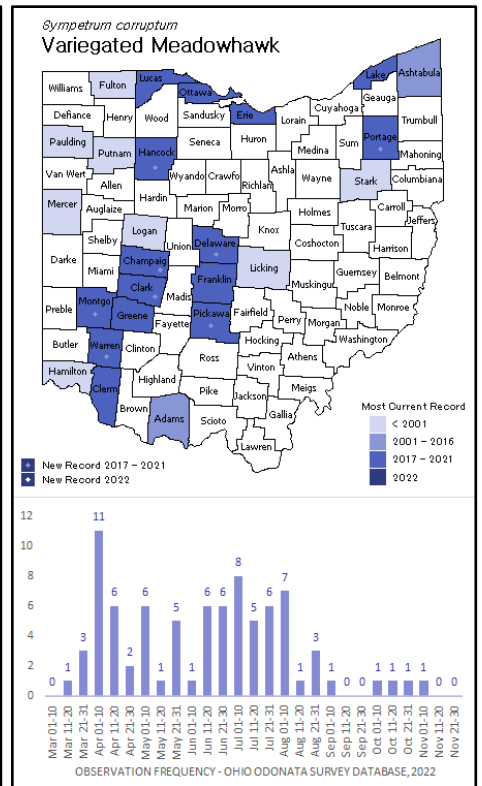 Sympetrum corruptum
Variegated Meadowhawk
Williams Fulton Lucas Ottawa Lake Ashtabula
Defiance Henry Wood Sandusky Erie Lorain Cuyahoga Geauga Trumbull
Paulding Putnam Hancock Seneca Huron Medina Sum Portage Mahoning
Van Wert Allen Wyando Crawfo Richlan Ashla Wayne Stark Columbiana
Mercer Auglaize Hardin Marion Morro Knox Holmes Tuscara Carroll Jeffers
Shelby Logan Union Delaware Coshocton Harrison
Darke Miami Champaig Licking Muskingu Guernsey Belmont
Preble Montgo Clark Greene Madis Franklin Fairfield Perry Morgan Noble Monroe
Butler Warren Clinton Fayette Pickawa Hocking Athens Washington
Hamilton Clerm Highland Ross Vinton Meigs
Brown Adams Pike Scioto Jackson Gallia
Lawren
Most Current Record
< 2001
2001 - 2016
2017 - 2021
2022
New Record 2017 - 2021
New Record 2022
12
10
8
6
4
2
0
0 1 3 11 6 2 6 1 5 1 6 6 8 5 6 7 1 3 1 0 0 1 1 1 1 0 0
Mar 01-10
Mar 11-20
Mar 21-31
Apr 01-10
Apr 11-20
Apr 21-30
May 01-10
May 11-20
May 21-31
Jun 01-10
Jun 11-20
Jun 21-30
Jul 01-10
Jul 11-20
Jul 21-31
Aug 01-10
Aug 11-20
Aug 21-31
Sep 01-10
Sep 11-20
Sep 21-30
Oct 01-10
Oct 11-20
Oct 21-31
Nov 01-10
Nov 11-20
Nov 21-30
OBSERVATION FREQUENCY - OHIO ODONATA SURVEY DATABASE, 2022